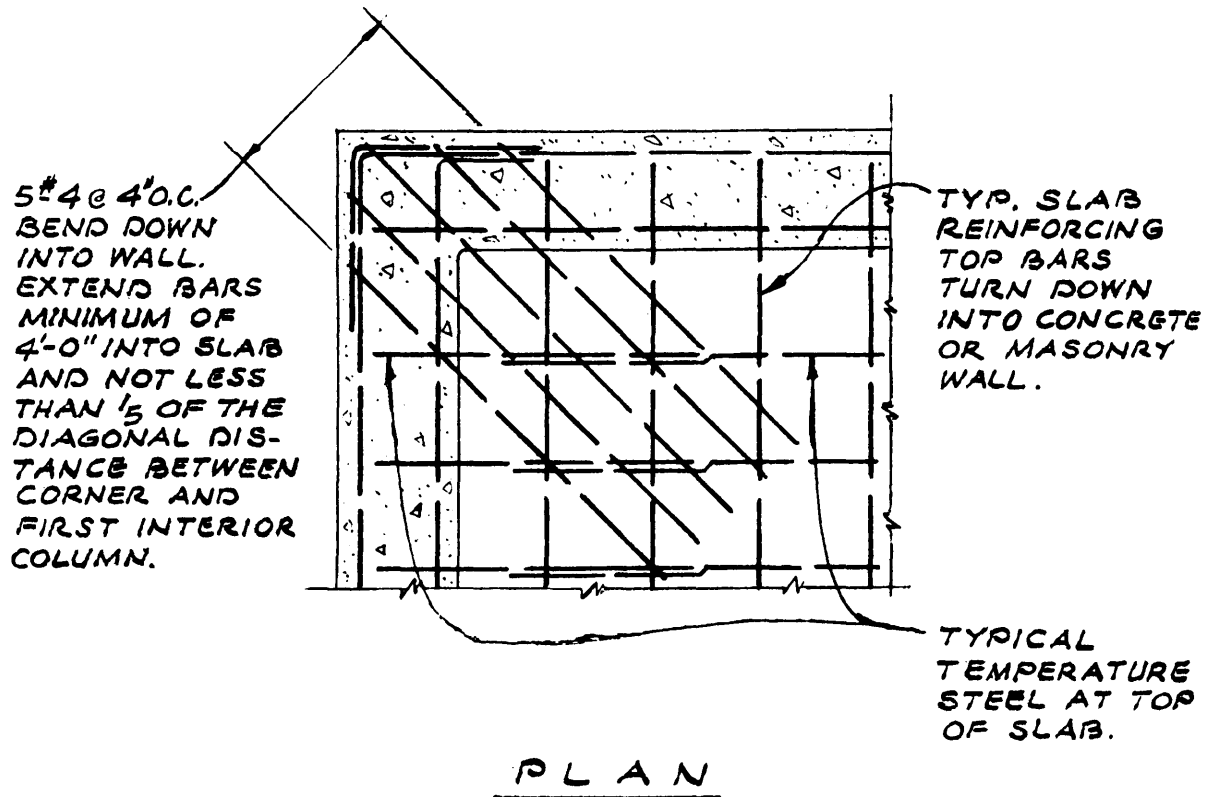 5#4@4"O.C.
BEND DOWN
INTO WALL.
EXTEND BARS
MINIMUM OF
4'-0" INTO SLAB
AND NOT LESS
THAN 1/5 OF THE
DIAGONAL DIS-
TANCE BETWEEN
CORNER AND
FIRST INTERIOR
COLUMN.
TYP. SLAB
REINFORCING
TOP BARS
TURN DOWN
INTO CONCRETE
OR MASONRY
WALL.
TYPICAL
TEMPERATURE
STEEL AT TOP
OF SLAB.
PLAN